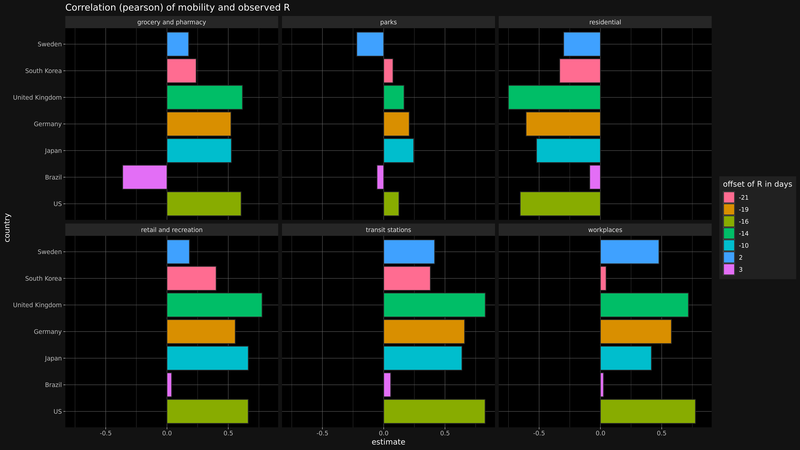 Correlation (pearson) of mobility and observed R
grocery and pharmacy
parks
residential
Sweden
South Korea
United Kingdom
Germany
Japan
Brazil
US
retail and recreation
transit stations
workplaces
Sweden
South Korea
United Kingdom
Germany
Japan
Brazil
US
-0.5 0.0 0.5
-0.5 0.0 0.5
-0.5 0.0 0.5
estimate
country
offset of R in days
-21
-19
-16
-14
-10
2
3